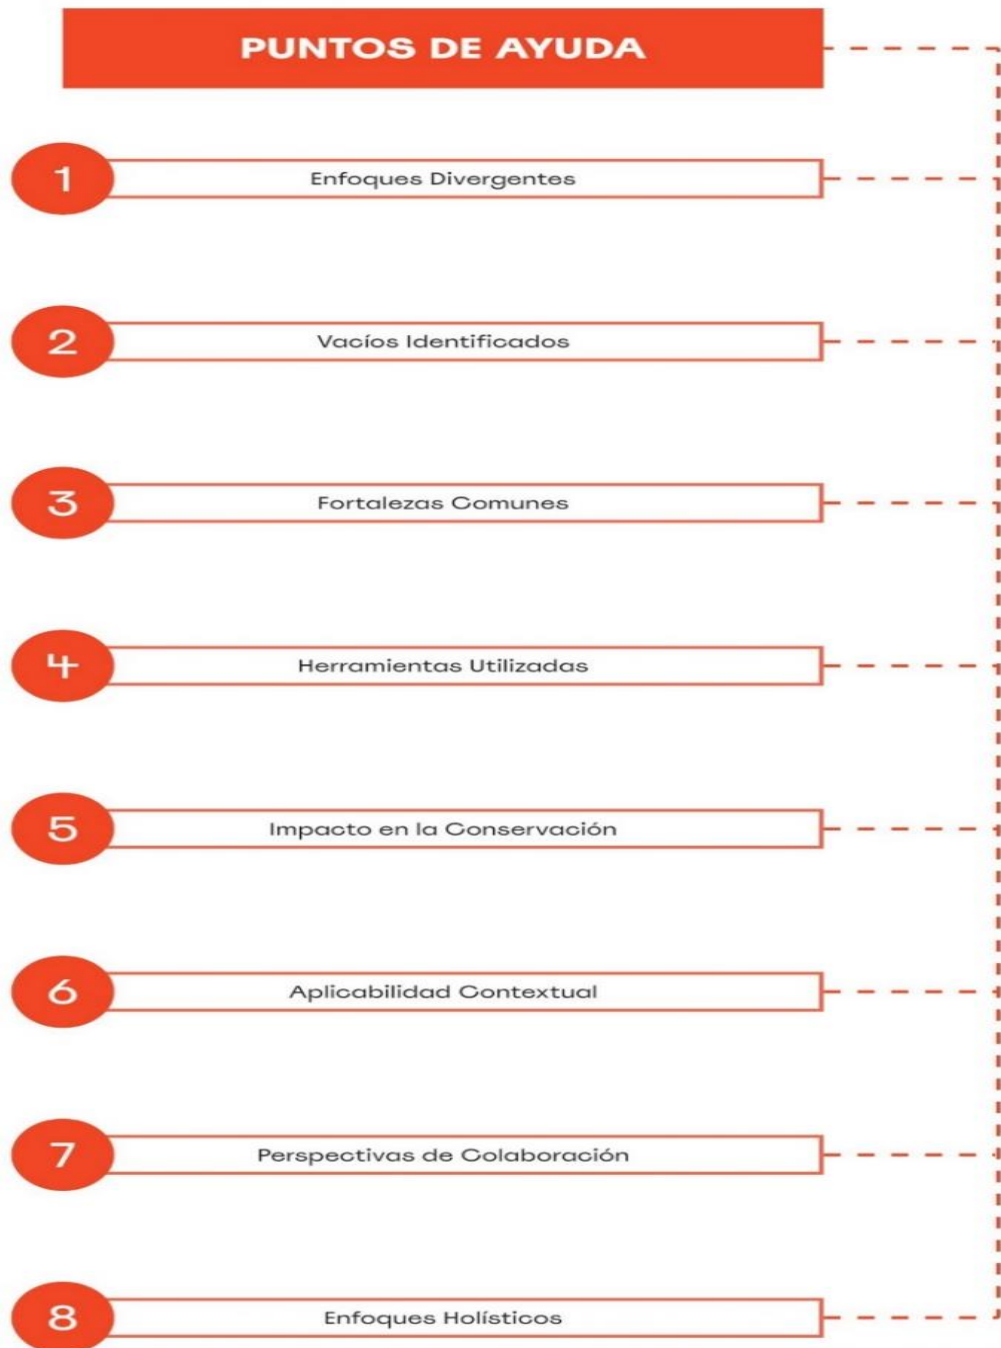 PUNTOS DE AYUDA
1
Enfoques Divergentes
2
Vacíos Identificados
3
Fortalezas Comunes
4
Herramientas Utilizadas
5
Impacto en la Conservación
6
Aplicabilidad Contextual
7
Perspectivas de Colaboración
8
Enfoques Holísticos